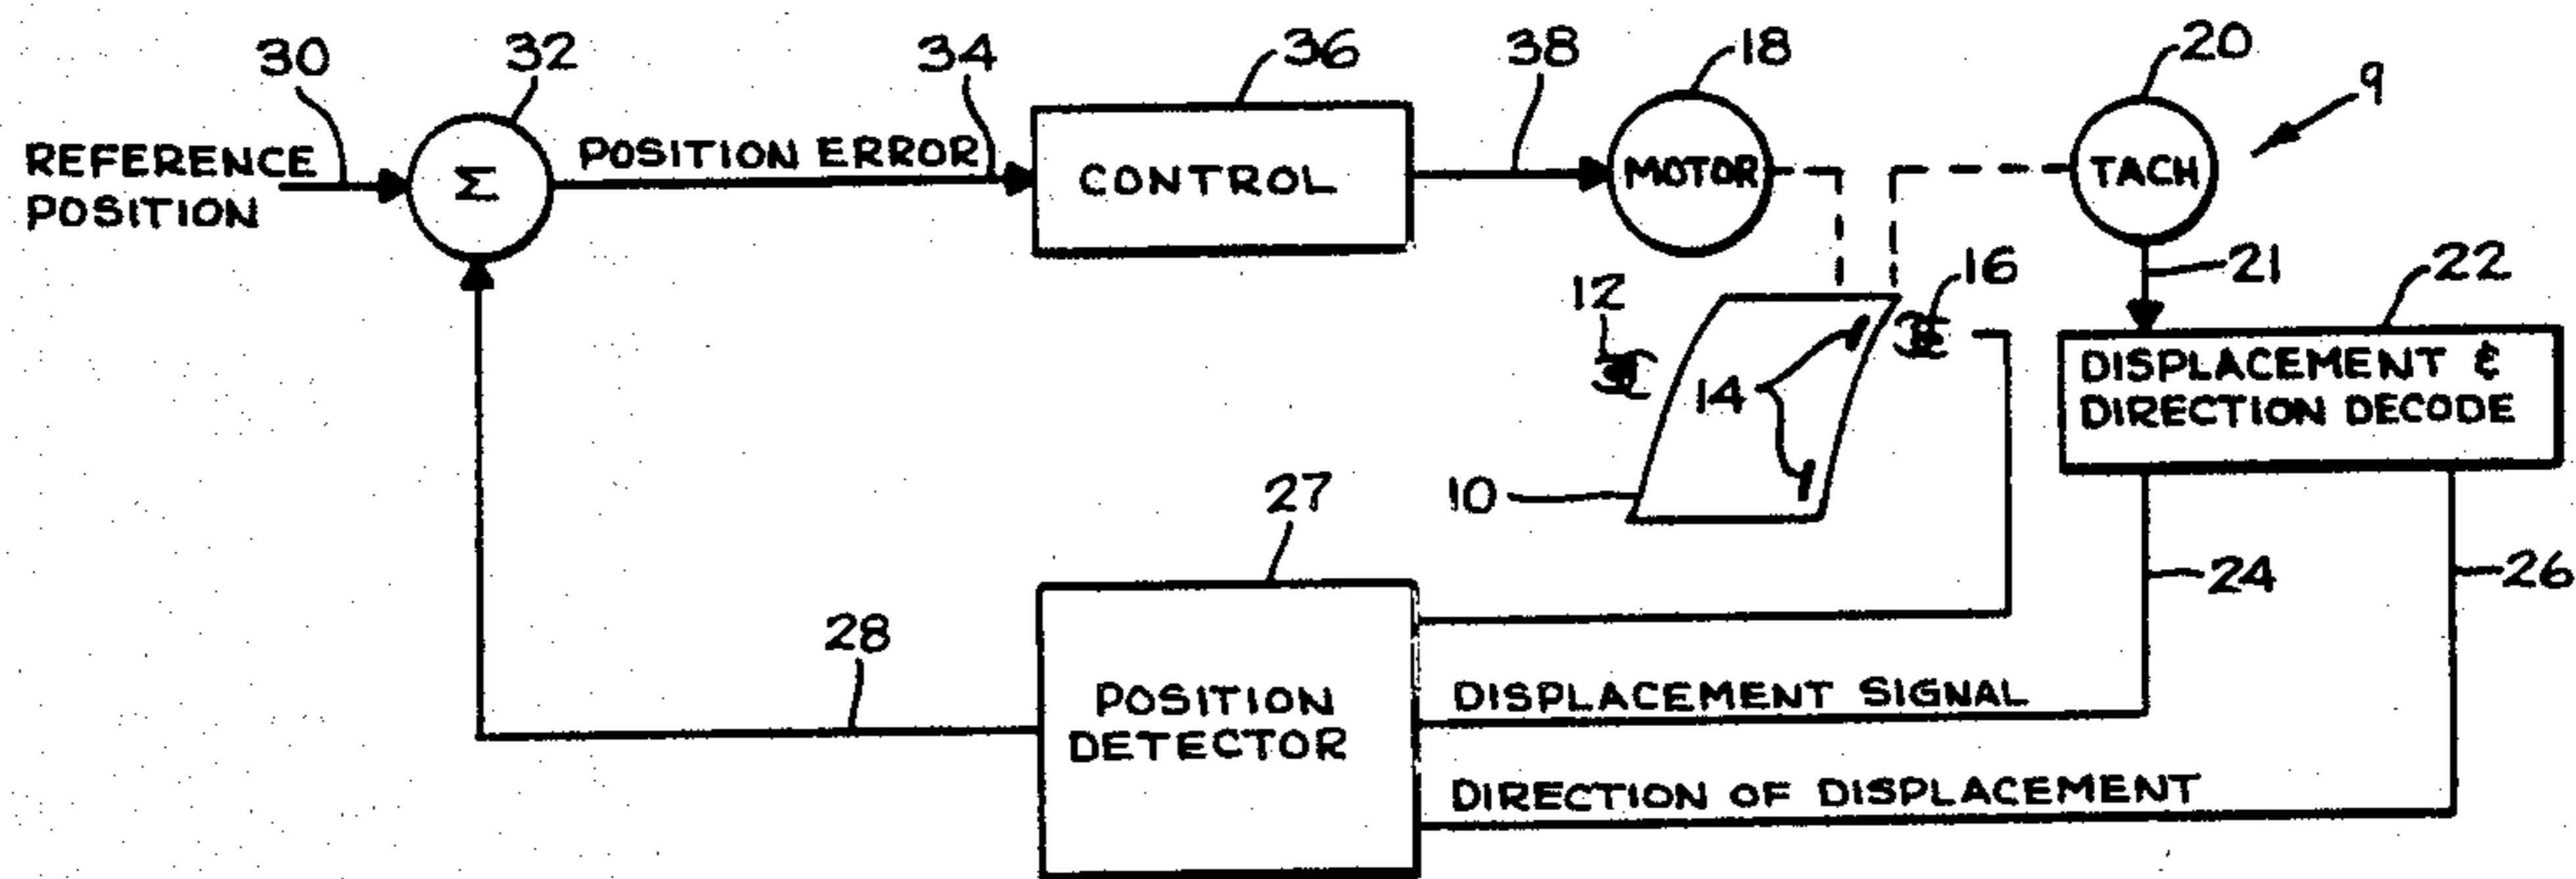 30
32
34
36
38
18
20
9
REFERENCE
POSITION
Σ
POSITION ERROR
CONTROL
MOTOR
TACH
12
16
21
22
14
10
DISPLACEMENT &
DIRECTION DECODE
27
24
26
28
POSITION
DETECTOR
DISPLACEMENT SIGNAL
DIRECTION OF DISPLACEMENT